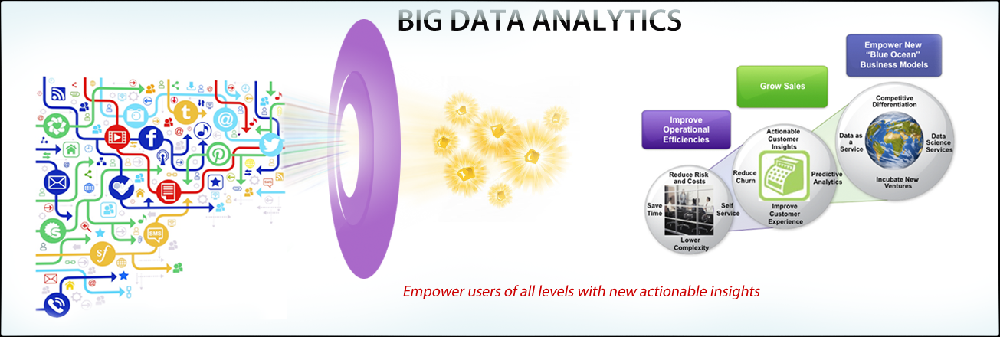 BIG DATA ANALYTICS
Empower New
“Blue Ocean”
Business Models
Grow Sales
Improve
Operational
Efficiencies
Competitive
Differentiation
Data as
a
Service
Data
Science
Services
Incubate New
Ventures
Actionable
Customer
Insights
Reduce
Churn
Predictive
Analytics
Improve
Customer
Experience
Reduce Risk
and Costs
Save
Time
Self
Service
Lower
Complexity
SMS
SMS
Empower users of all levels with new actionable insights